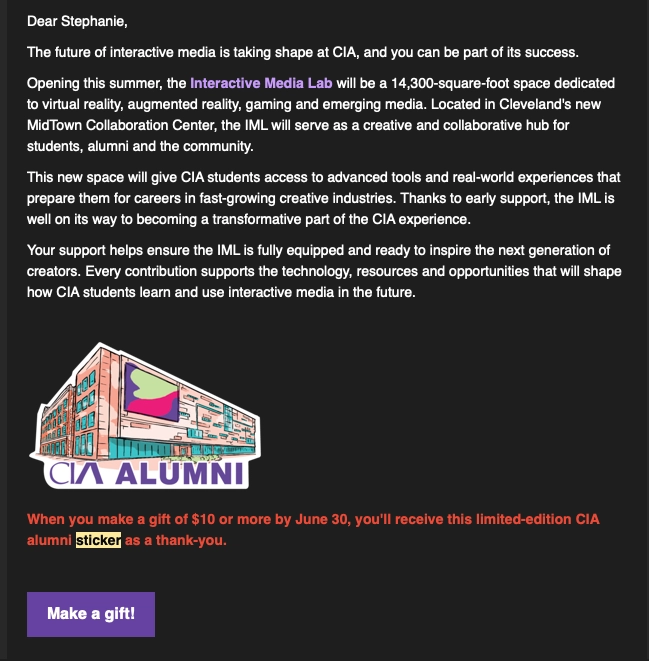 Dear Stephanie,
The future of interactive media is taking shape at CIA, and you can be part of its success.
Opening this summer, the Interactive Media Lab will be a 14,300-square-foot space dedicated
to virtual reality, augmented reality, gaming and emerging media. Located in Cleveland's new
MidTown Collaboration Center, the IML will serve as a creative and collaborative hub for
students, alumni and the community.
This new space will give CIA students access to advanced tools and real-world experiences that
prepare them for careers in fast-growing creative industries. Thanks to early support, the IML is
well on its way to becoming a transformative part of the CIA experience.
Your support helps ensure the IML is fully equipped and ready to inspire the next generation of
creators. Every contribution supports the technology, resources and opportunities that will shape
how CIA students learn and use interactive media in the future.
CIA ALUMNI
When you make a gift of $10 or more by June 30, you'll receive this limited-edition CIA
alumni sticker as a thank-you.
Make a gift!